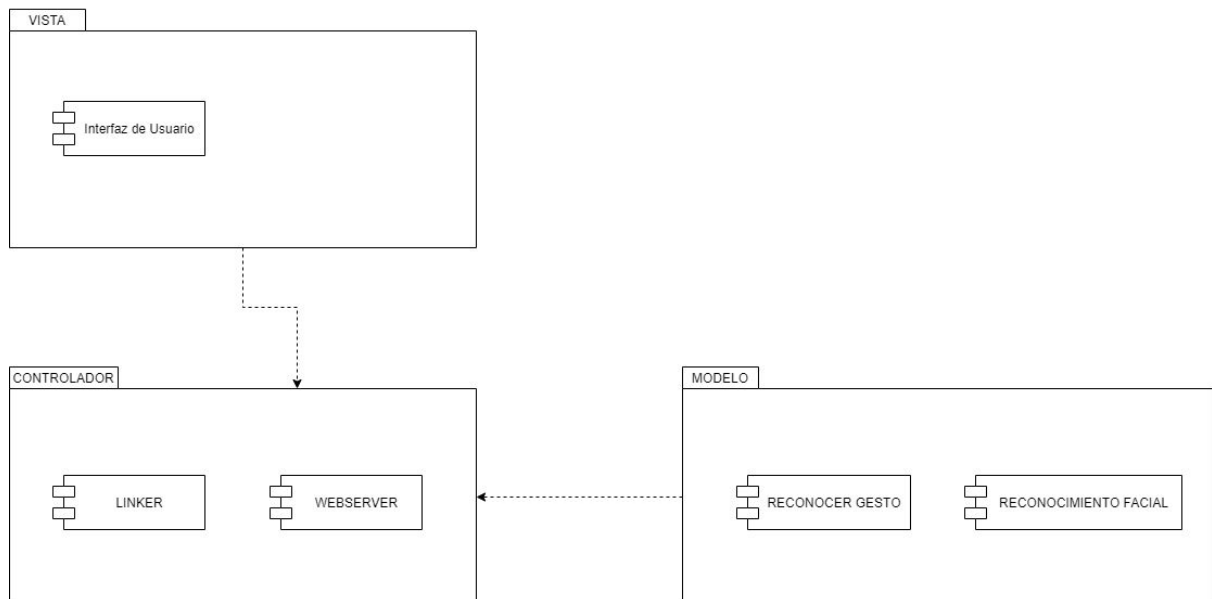 VISTA
Interfaz de Usuario
CONTROLADOR
LINKER
WEBSERVER
MODELO
RECONOCER GESTO
RECONOCIMIENTO FACIAL